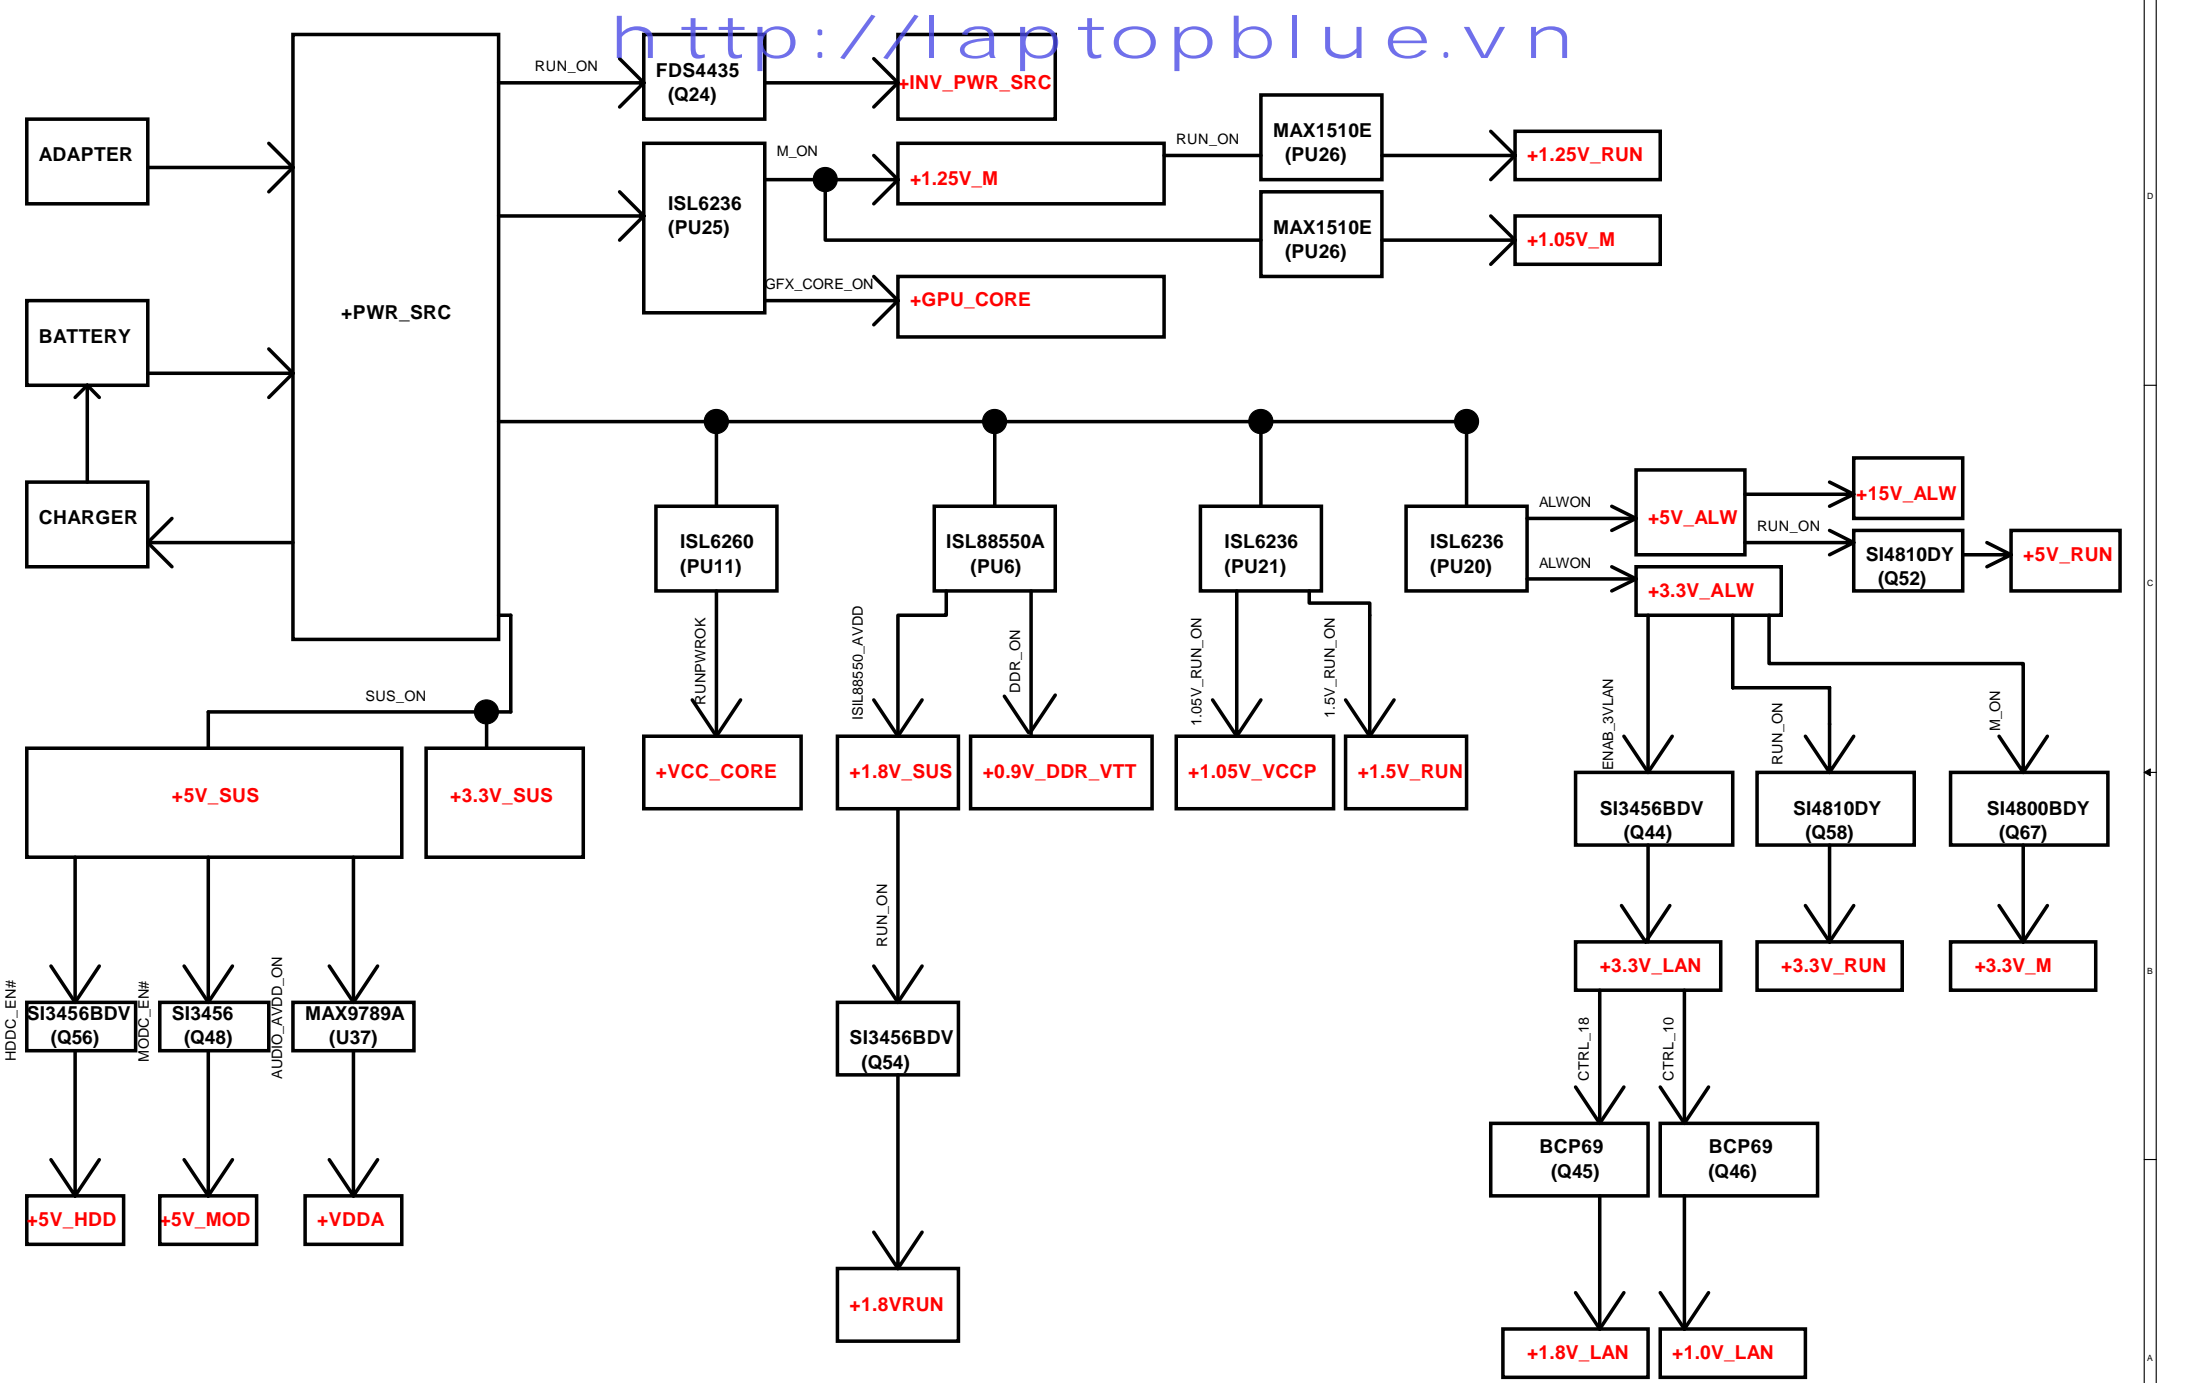 http://laptopblue.vn
RUN_ON
FDS4435
(Q24)
+INV_PWR_SRC
ADAPTER
M_ON
RUN_ON
MAX1510E
(PU26)
+1.25V_RUN
ISL6236
(PU25)
+1.25V_M
D
MAX1510E
(PU26)
+1.05V_M
GFX_CORE_ON
+GPU_CORE
BATTERY
+PWR_SRC
CHARGER
ISL6260
(PU11)
ISL88550A
(PU6)
ISL6236
(PU21)
ISL6236
(PU20)
ALWON
ALWON
+5V_ALW
+15V_ALW
RUN_ON
SI4810DY
(Q52)
+5V_RUN
+3.3V_ALW
C
RUNPWROK
ISIL88550_AVDD
DDR_ON
1.05V_RUN_ON
1.5V_RUN_ON
ENAB_3VLAN
RUN_ON
M_ON
SUS_ON
+5V_SUS
+3.3V_SUS
+VCC_CORE
+1.8V_SUS
+0.9V_DDR_VTT
+1.05V_VCCP
+1.5V_RUN
SI3456BDV
(Q44)
SI4810DY
(Q58)
SI4800BDY
(Q67)
RUN_ON
+3.3V_LAN
+3.3V_RUN
+3.3V_M
B
HDDC_EN#
SI3456BDV
(Q56)
MODC_EN#
SI3456
(Q48)
AUDIO_AVDD_ON
MAX9789A
(U37)
SI3456BDV
(Q54)
CTRL_18
CTRL_10
BCP69
(Q45)
BCP69
(Q46)
+5V_HDD
+5V_MOD
+VDDA
+1.8VRUN
+1.8V_LAN
+1.0V_LAN
A